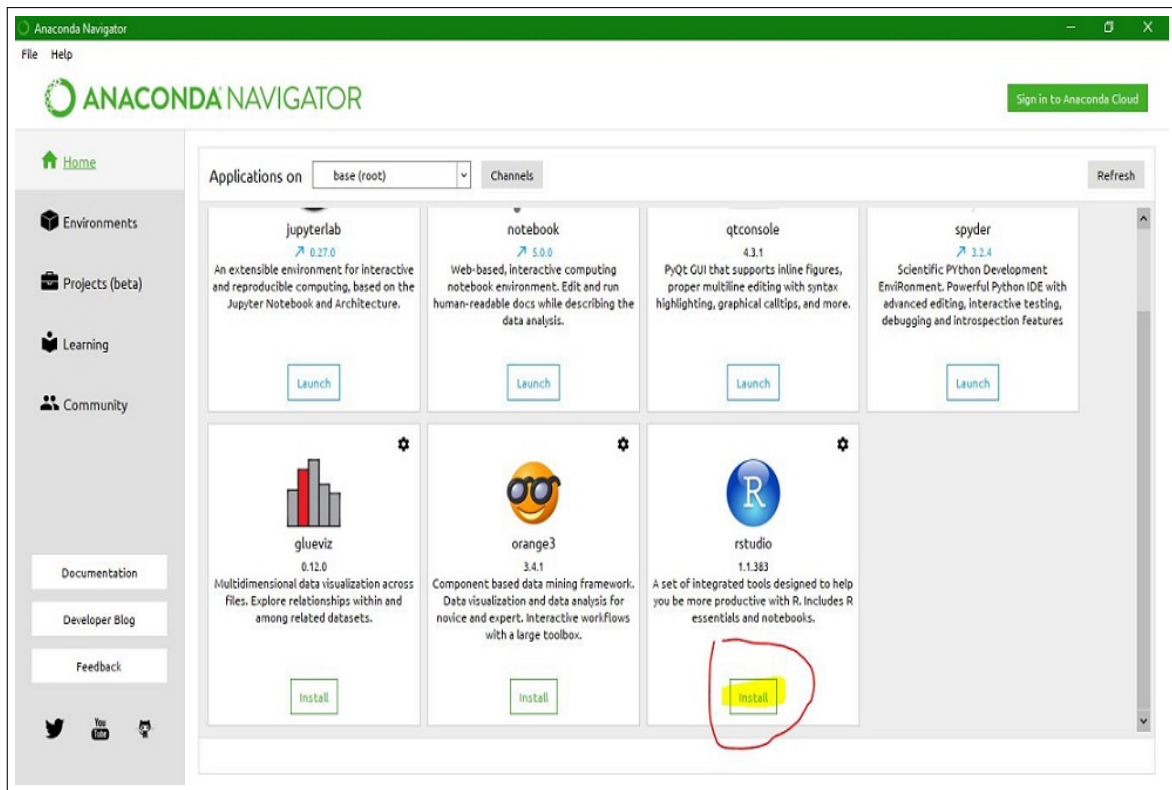 Anaconda Navigator
File Help
ANACONDA NAVIGATOR
Sign in to Anaconda Cloud
Home
Environments
Projects (beta)
Learning
Community
Documentation
Developer Blog
Feedback
You
Tube
Applications on base (root) Channels
Refresh
jupyterlab
0.27.0
An extensible environment for interactive
and reproducible computing, based on the
Jupyter Notebook and Architecture.
Launch
notebook
5.0.0
Web-based, interactive computing
notebook environment. Edit and run
human-readable docs while describing the
data analysis.
Launch
qtconsole
4.3.1
PyQt GUI that supports inline figures,
proper multiline editing with syntax
highlighting, graphical calltips, and more.
Launch
spyder
3.2.4
Scientific PYthon Development
EnviRonment. Powerful Python IDE with
advanced editing, interactive testing,
debugging and introspection features
Launch
glueviz
0.12.0
Multidimensional data visualization across
files. Explore relationships within and
among related datasets.
Install
orange3
3.4.1
Component based data mining framework.
Data visualization and data analysis for
novice and expert. Interactive workflows
with a large toolbox.
Install
R
rstudio
1.1.383
A set of integrated tools designed to help
you be more productive with R. Includes R
essentials and notebooks.
Install